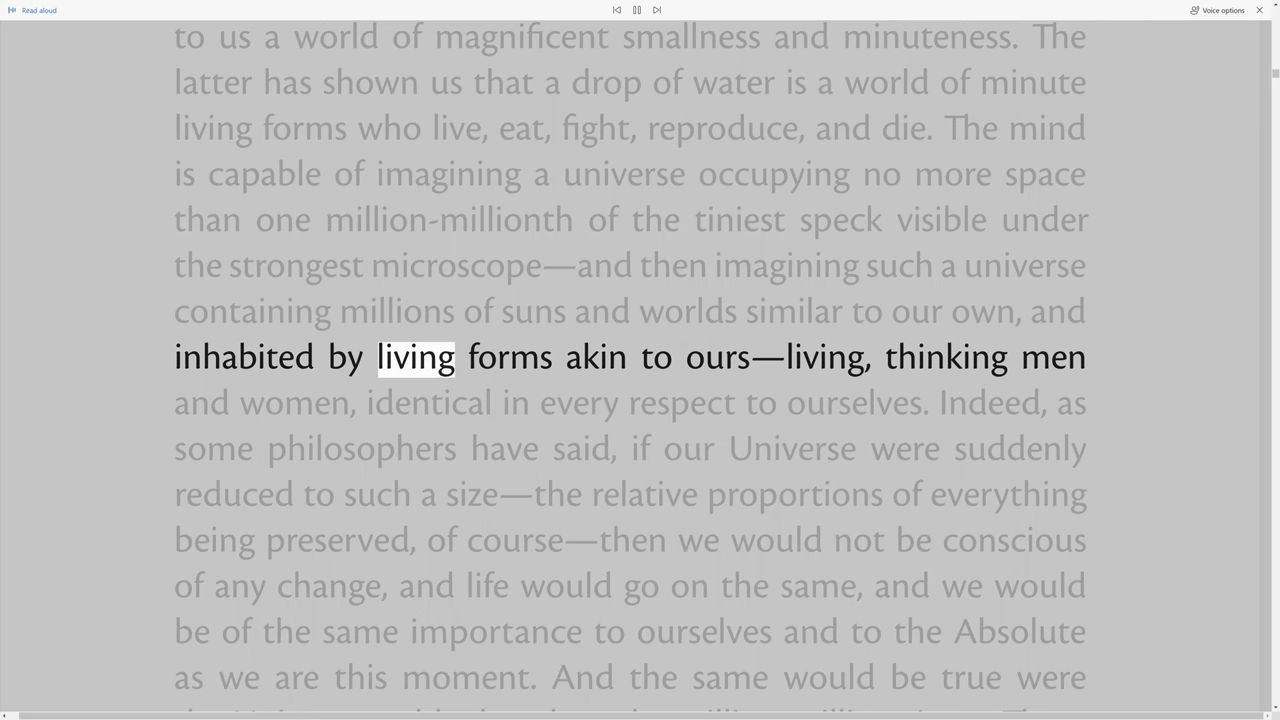 Read aloud
Voice options
to us a world of magnificent smallness and minuteness. The
latter has shown us that a drop of water is a world of minute
living forms who live, eat, fight, reproduce, and die. The mind
is capable of imagining a universe occupying no more space
than one million-millionth of the tiniest speck visible under
the strongest microscope—and then imagining such a universe
containing millions of suns and worlds similar to our own, and
inhabited by living forms akin to ours—living, thinking men
and women, identical in every respect to ourselves. Indeed, as
some philosophers have said, if our Universe were suddenly
reduced to such a size—the relative proportions of everything
being preserved, of course—then we would not be conscious
of any change, and life would go on the same, and we would
be of the same importance to ourselves and to the Absolute
as we are this moment. And the same would be true were